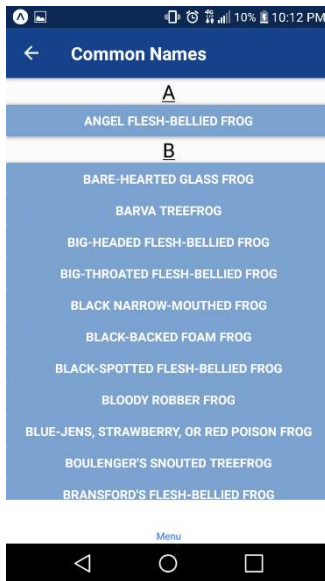 10% 10:12 PM
Common Names
A
ANGEL FLESH-BELLIED FROG
B
BARE-HEARTED GLASS FROG
BARVA TREEFROG
BIG-HEADED FLESH-BELLIED FROG
BIG-THROATED FLESH-BELLIED FROG
BLACK NARROW-MOUTHED FROG
BLACK-BACKED FOAM FROG
BLACK-SPOTTED FLESH-BELLIED FROG
BLOODY ROBBER FROG
BLUE-JENS, STRAWBERRY, OR RED POISON FROG
BOULENGER'S SNOUTED TREEFROG
BRANSFORD'S FLESH-BELLIED FROG
Menu